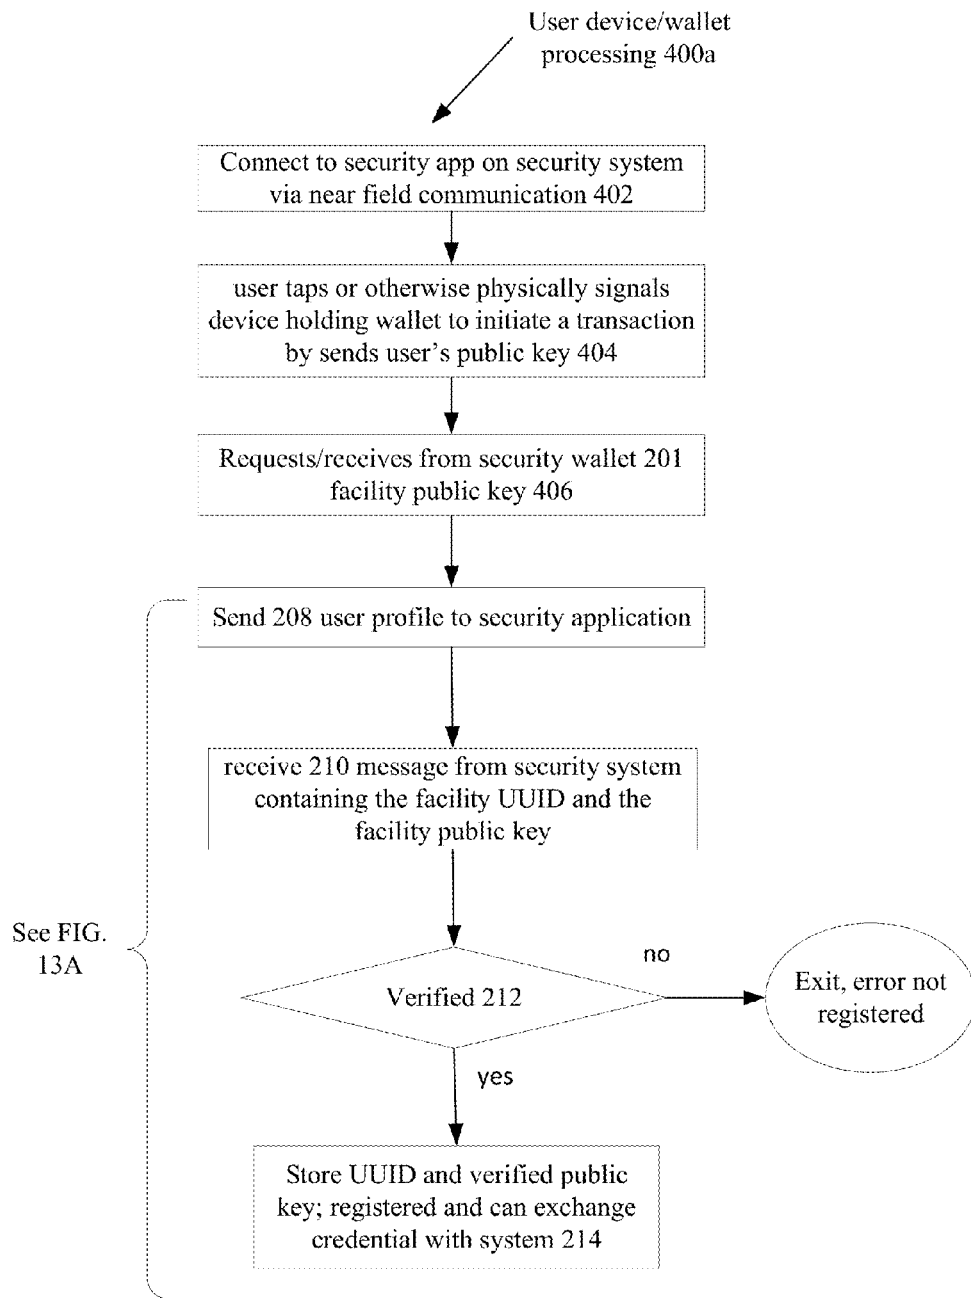 User device/wallet
processing 400a
Connect to security app on security system
via near field communication 402
user taps or otherwise physically signals
device holding wallet to initiate a transaction
by sends user's public key 404
Requests/receives from security wallet 201
facility public key 406
Send 208 user profile to security application
receive 210 message from security system
containing the facility UUID and the
facility public key
See FIG.
13A
Verified 212
no
Exit, error not
registered
yes
Store UUID and verified public
key; registered and can exchange
credential with system 214